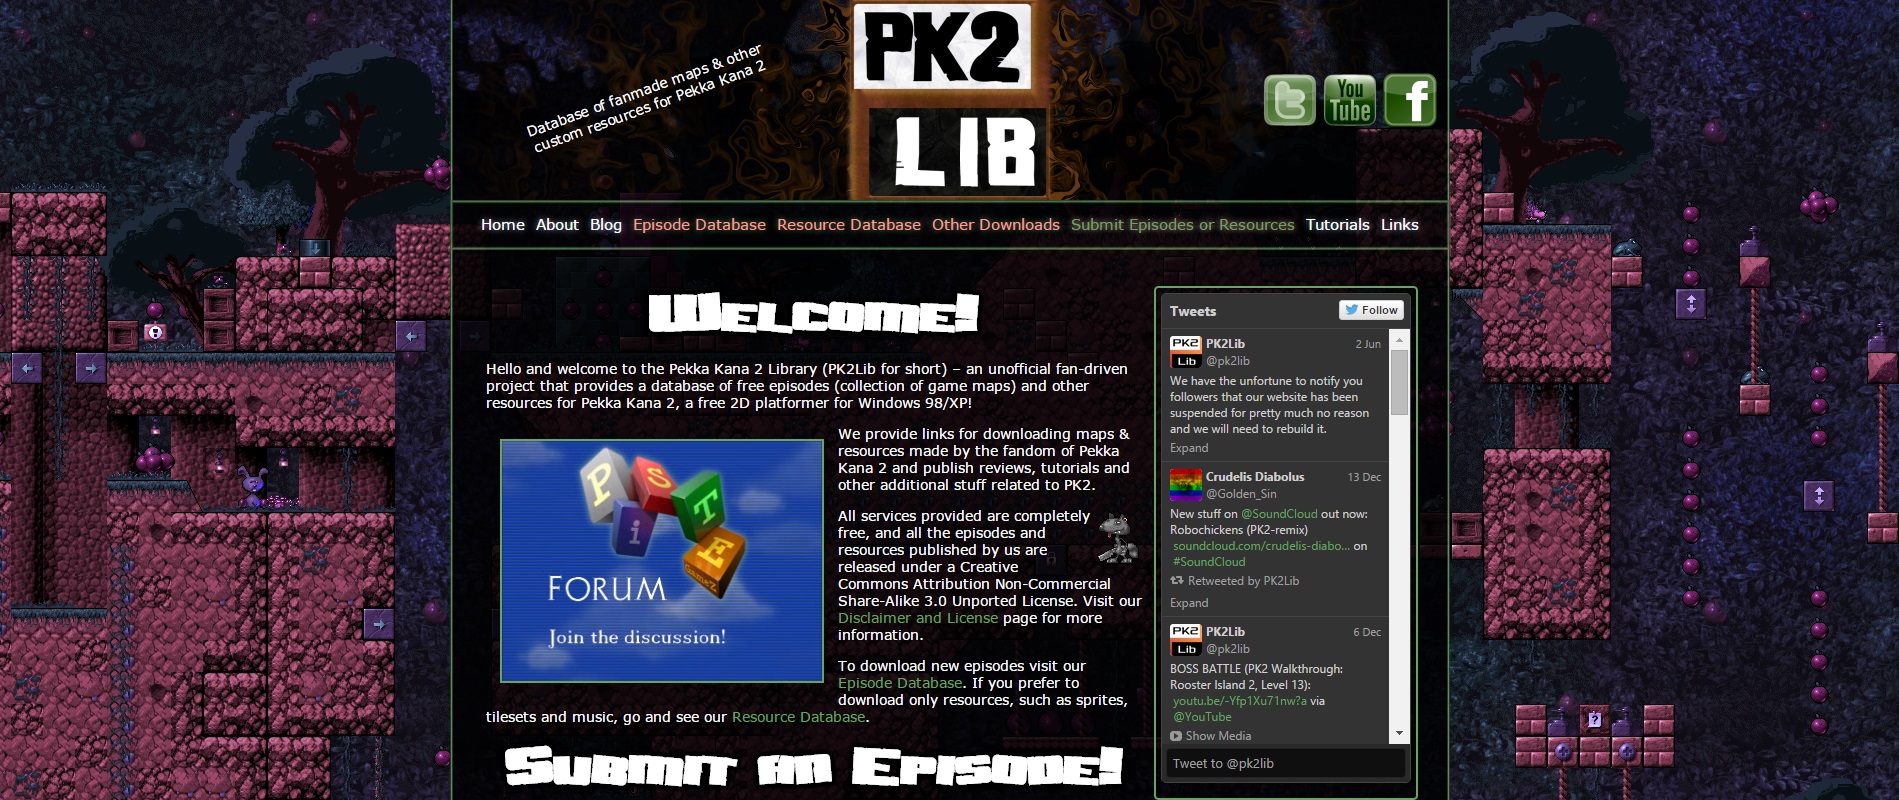 PK2
LIB
Database of fanmade maps & other
custom resources for Pekka Kana 2
You
Tube
Home About Blog Episode Database Resource Database Other Downloads Submit Episodes or Resources Tutorials Links
Welcome!
Hello and welcome to the Pekka Kana 2 Library (PK2Lib for short) – an unofficial fan-driven
project that provides a database of free episodes (collection of game maps) and other
resources for Pekka Kana 2, a free 2D platformer for Windows 98/XP!
PiSTE
Gamez
FORUM
Join the discussion!
We provide links for downloading maps &
resources made by the fandom of Pekka
Kana 2 and publish reviews, tutorials and
other additional stuff related to PK2.
All services provided are completely
free, and all the episodes and
resources published by us are
released under a Creative
Commons Attribution Non-Commercial
Share-Alike 3.0 Unported License. Visit our
Disclaimer and License page for more
information.
To download new episodes visit our
Episode Database. If you prefer to
download only resources, such as sprites,
tilesets and music, go and see our Resource Database.
Submit an Episode!
Tweets Follow
PK2Lib 2 Jun
@pk2lib
We have the unfortune to notify you
followers that our website has been
suspended for pretty much no reason
and we will need to rebuild it.
Expand
Crudelis Diabolus 13 Dec
@Golden_Sin
New stuff on @SoundCloud out now:
Robochickens (PK2-remix)
soundcloud.com/crudelis-diabo... on
#SoundCloud
Retweeted by PK2Lib
Expand
PK2Lib 6 Dec
@pk2lib
BOSS BATTLE (PK2 Walkthrough:
Rooster Island 2, Level 13):
youtu.be/-Yfp1Xu71nw?a via
@YouTube
Show Media
Tweet to @pk2lib